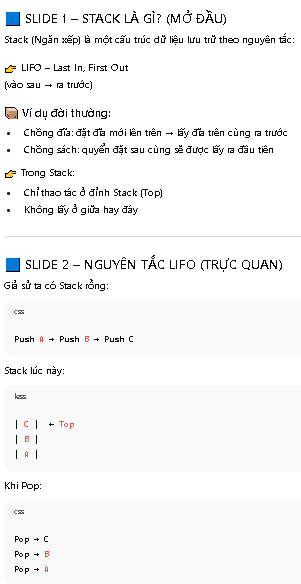 SLIDE 1 – STACK LÀ GÌ? (MỞ ĐẦU)
Stack (Ngăn xếp) là một cấu trúc dữ liệu lưu trữ theo nguyên tắc:
👉 LIFO – Last In, First Out
(vào sau → ra trước)
📦 Ví dụ đời thường:
• Chồng đĩa: đặt đĩa mới lên trên → lấy đĩa trên cùng ra trước
• Chồng sách: quyển đặt sau cùng sẽ được lấy ra đầu tiên
👉 Trong Stack:
• Chỉ thao tác ở đỉnh Stack (Top)
• Không lấy ở giữa hay đáy
SLIDE 2 – NGUYÊN TẮC LIFO (TRỰC QUAN)
Giả sử ta có Stack rỗng:
css
Push A → Push B → Push C
Stack lúc này:
less
| C | ← Top
| B |
| A |
Khi Pop:
css
Pop → C
Pop → B
Pop → A